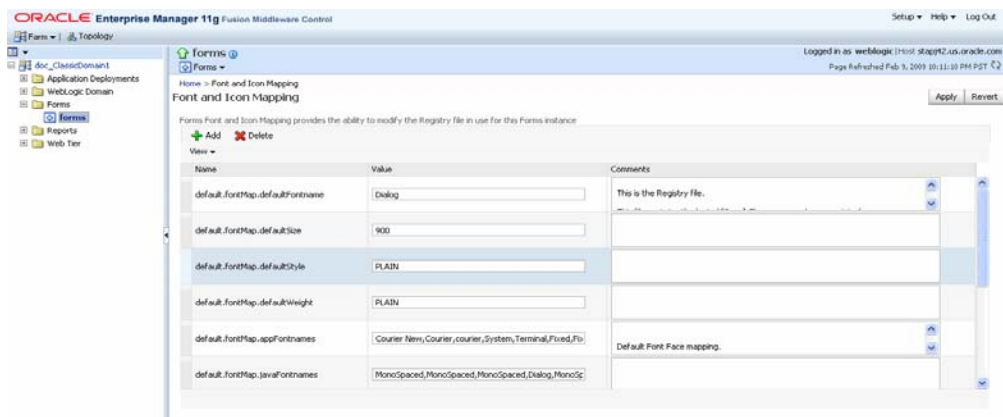 ORACLE Enterprise Manager 11g Fusion Middleware Control
Setup Help Log Out
Farm Topology
doc_ClassicDomain1
Application Deployments
WebLogic Domain
Forms
forms
Reports
Web Tier
forms
Forms
Logged in as weblogic |Host stapj42.us.oracle.com
Page Refreshed Feb 9, 2009 10:11:10 PM PST
Home > Font and Icon Mapping
Font and Icon Mapping
Apply Revert
Forms Font and Icon Mapping provides the ability to modify the Registry file in use for this Forms instance
Add Delete
View
Name Value Comments
default.fontMap.defaultFontname Dialog This is the Registry file.
default.fontMap.defaultSize 900
default.fontMap.defaultStyle PLAIN
default.fontMap.defaultWeight PLAIN
default.fontMap.appFontnames Courier New,Courier,courier,System,Terminal,Fixed, Default Font Face mapping.
default.fontMap.javaFontnames MonoSpaced,MonoSpaced,MonoSpaced,Dialog,MonoSp